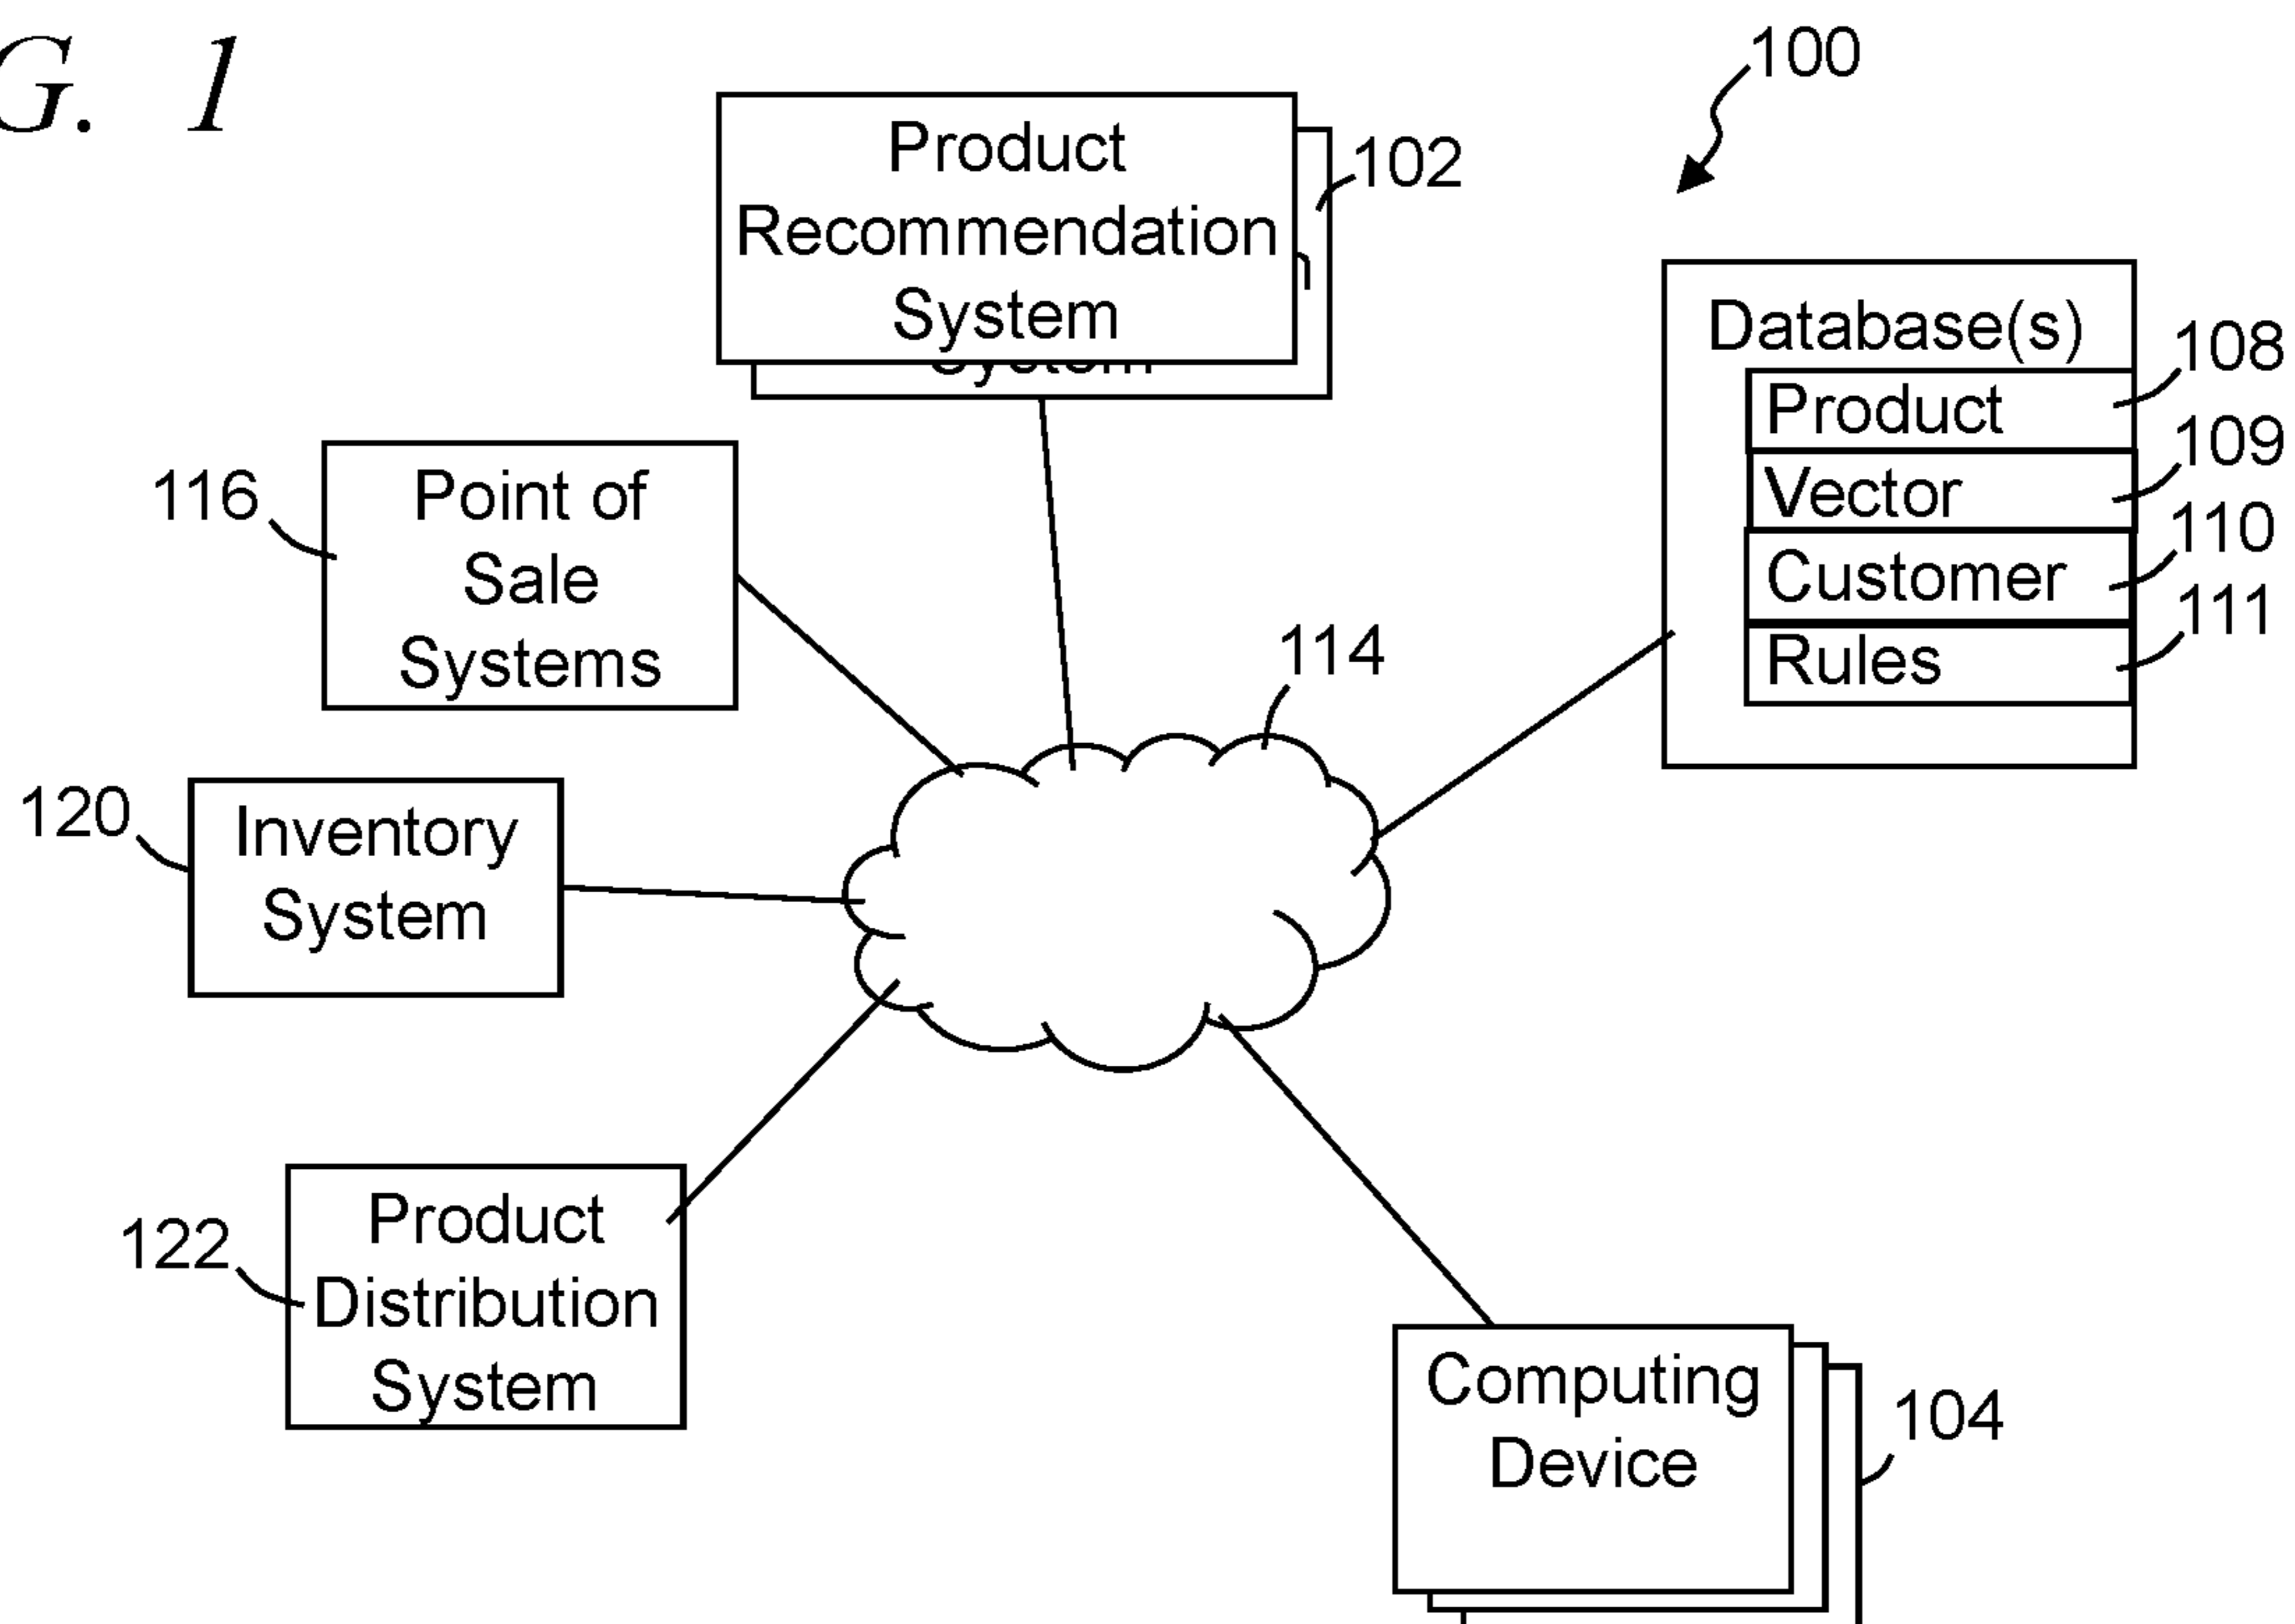 G. 1
100
Product
Recommendation
System
102
Database(s)
Product
108
Vector
109
Customer
110
Rules
111
116
Point of
Sale
Systems
114
120
Inventory
System
122
Product
Distribution
System
Computing
Device
104